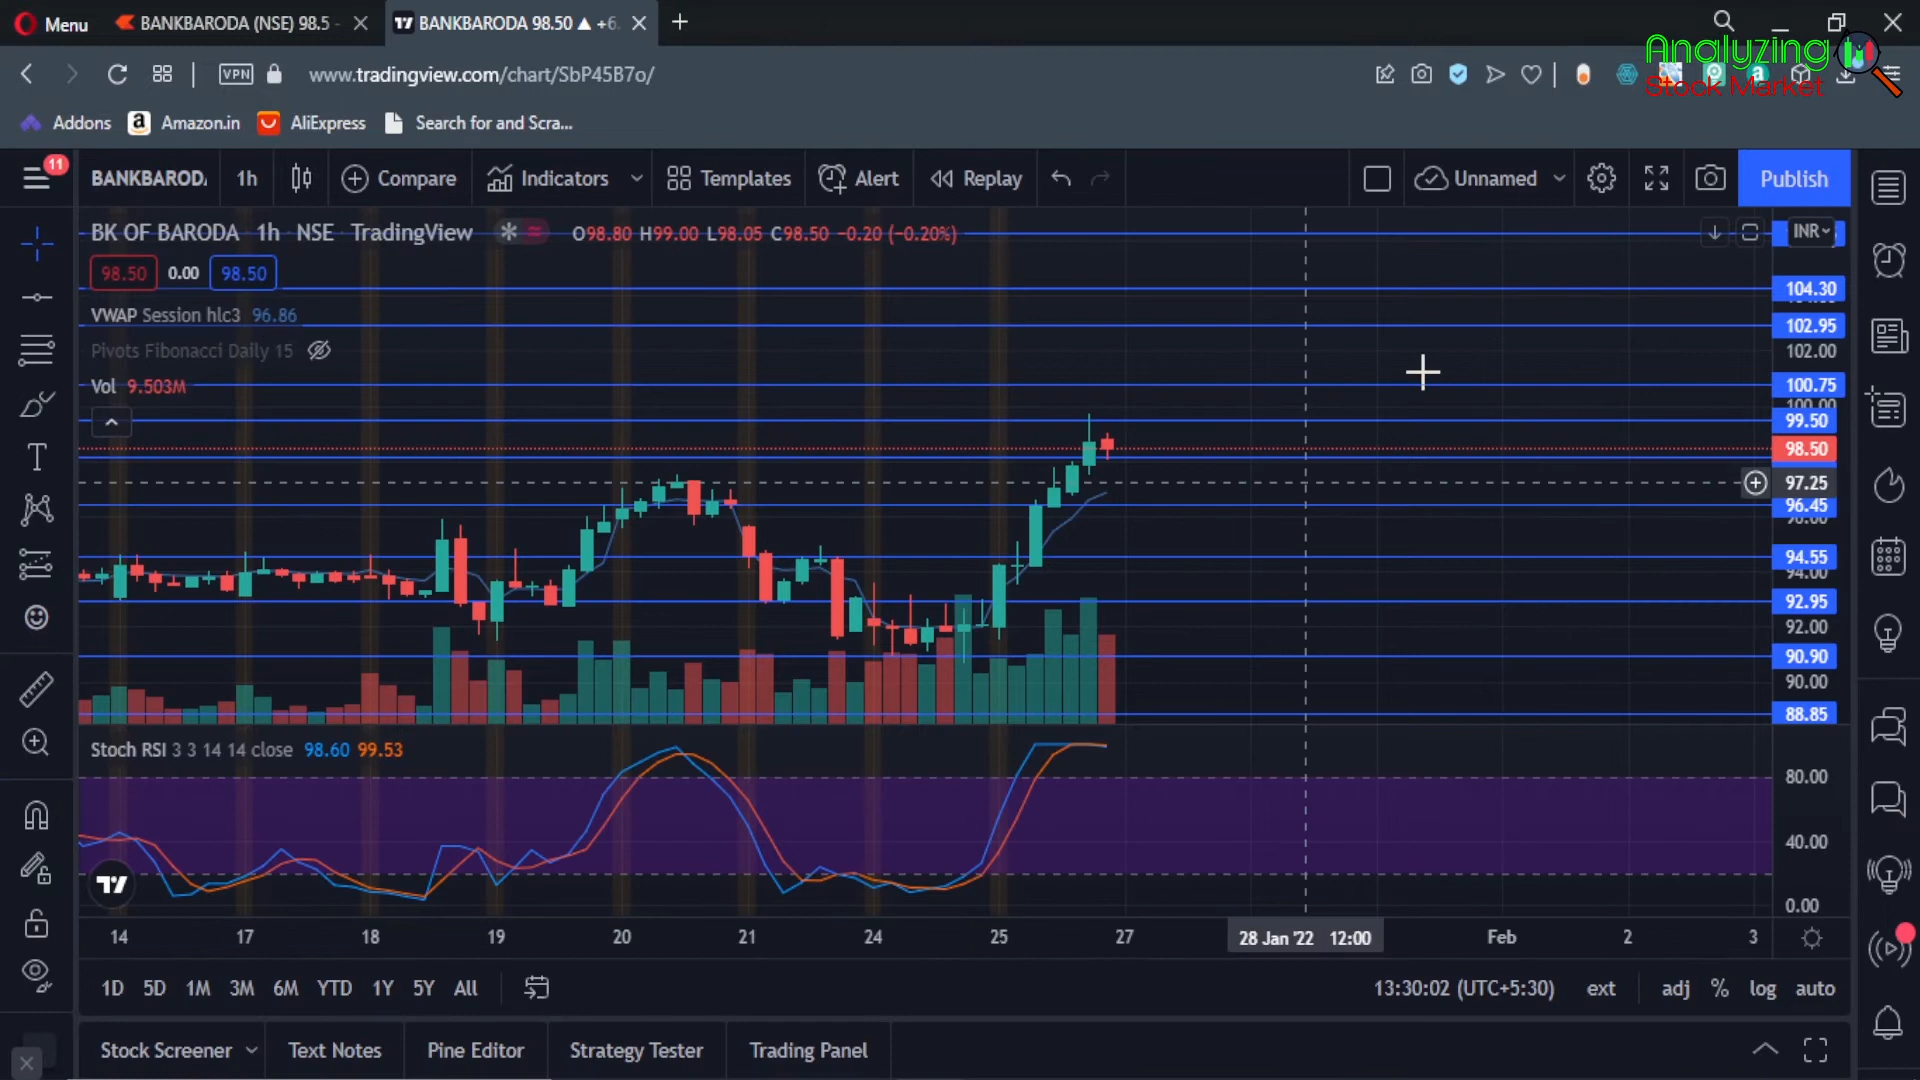 Menu
BANKBARODA (NSE) 98.5 -
BANKBARODA 98.50 ▲ +6.
Analyzing
Stock Market
VPN
www.tradingview.com/chart/SbP45B7o/
Addons
Amazon.in
AliExpress
Search for and Scra...
11
BANKBARODA
1h
Compare
Indicators
Templates
Alert
Replay
Unnamed
Publish
BK OF BARODA 1h NSE TradingView
O98.80 H99.00 L98.05 C98.50 −0.20 (−0.20%)
INR
98.50 0.00 98.50
104.30
VWAP Session hlc3 96.86
102.95
Pivots Fibonacci Daily 15
102.00
Vol 9.503M
100.75
100.00
99.50
98.50
97.25
96.45
96.00
94.55
94.00
92.95
92.00
90.90
90.00
88.85
Stoch RSI 3 3 14 14 close 98.60 99.53
80.00
40.00
0.00
14 17 18 19 20 21 24 25 27 28 Jan '22 12:00 Feb 2 3
1D 5D 1M 3M 6M YTD 1Y 5Y All
13:30:02 (UTC+5:30) ext adj % log auto
Stock Screener Text Notes Pine Editor Strategy Tester Trading Panel